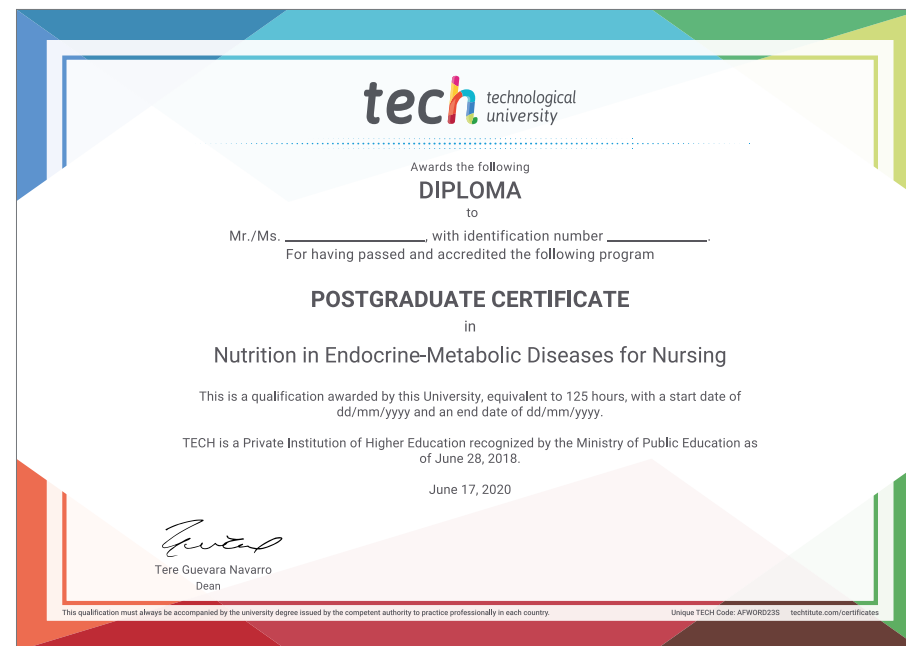 tech technological
university
Awards the following
DIPLOMA
to
Mr./Ms. ____________________, with identification number ______________.
For having passed and accredited the following program
POSTGRADUATE CERTIFICATE
in
Nutrition in Endocrine-Metabolic Diseases for Nursing
This is a qualification awarded by this University, equivalent to 125 hours, with a start date of
dd/mm/yyyy and an end date of dd/mm/yyyy.
TECH is a Private Institution of Higher Education recognized by the Ministry of Public Education as
of June 28, 2018.
June 17, 2020
Tere Guevara Navarro
Dean
This qualification must always be accompanied by the university degree issued by the competent authority to practice professionally in each country. Unique TECH Code: AFWORD23S techtitute.com/certificates